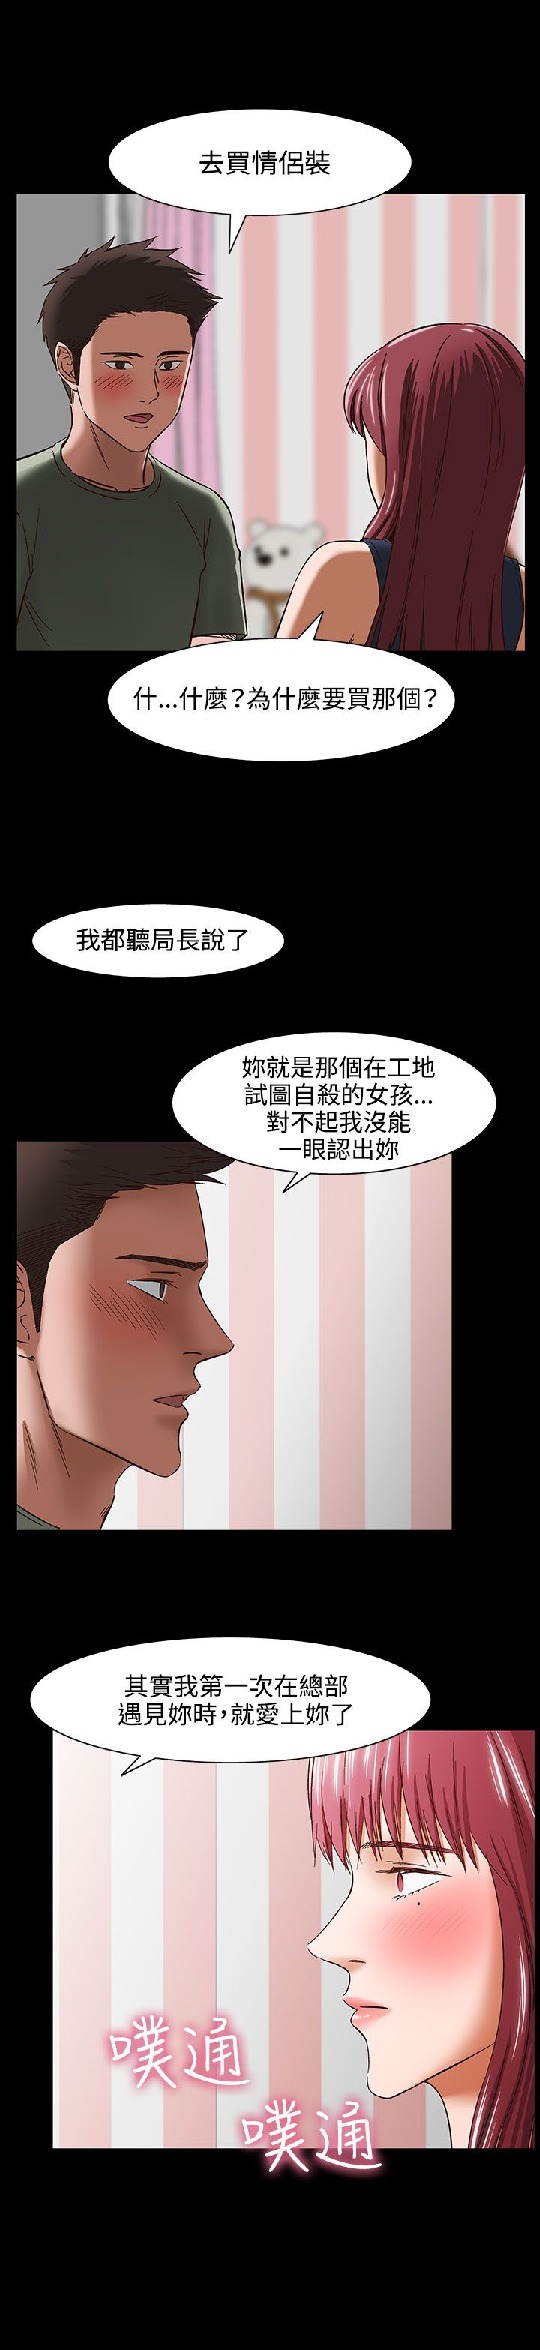 去買情侶裝
什...什麼?為什麼要買那個?
我都聽局長說了
妳就是那個在工地
試圖自殺的女孩...
對不起我沒能
一眼認出妳
其實我第一次在總部
遇見妳時,就愛上妳了
噗通
噗通